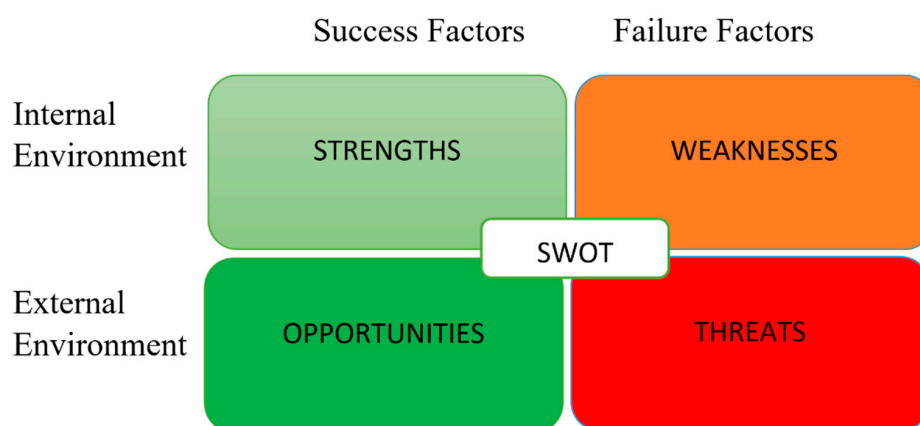 Success Factors
Failure Factors
Internal
Environment
STRENGTHS
WEAKNESSES
SWOT
External
Environment
OPPORTUNITIES
THREATS